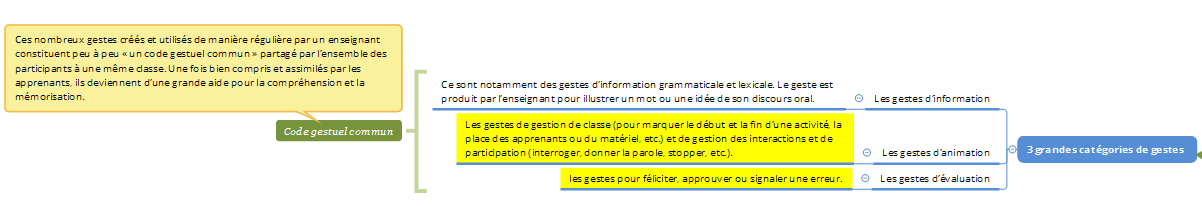 Ces nombreux gestes créés et utilisés de manière régulière par un enseignant
constituent peu à peu « un code gestuel commun » partagé par l'ensemble des
participants à une même classe. Une fois bien compris et assimilés par les
apprenants, ils deviennent d'une grande aide pour la compréhension et la
mémorisation.
Code gestuel commun
Ce sont notamment des gestes d'information grammaticale et lexicale. Le geste est
produit par l'enseignant pour illustrer un mot ou une idée de son discours oral.
Les gestes d'information
Les gestes de gestion de classe (pour marquer le début et la fin d'une activité, la
place des apprenants ou du matériel, etc.) et de gestion des interactions et de
participation (interroger, donner la parole, stopper, etc.).
Les gestes d'animation
les gestes pour féliciter, approuver ou signaler une erreur.
Les gestes d'évaluation
3 grandes catégories de gestes